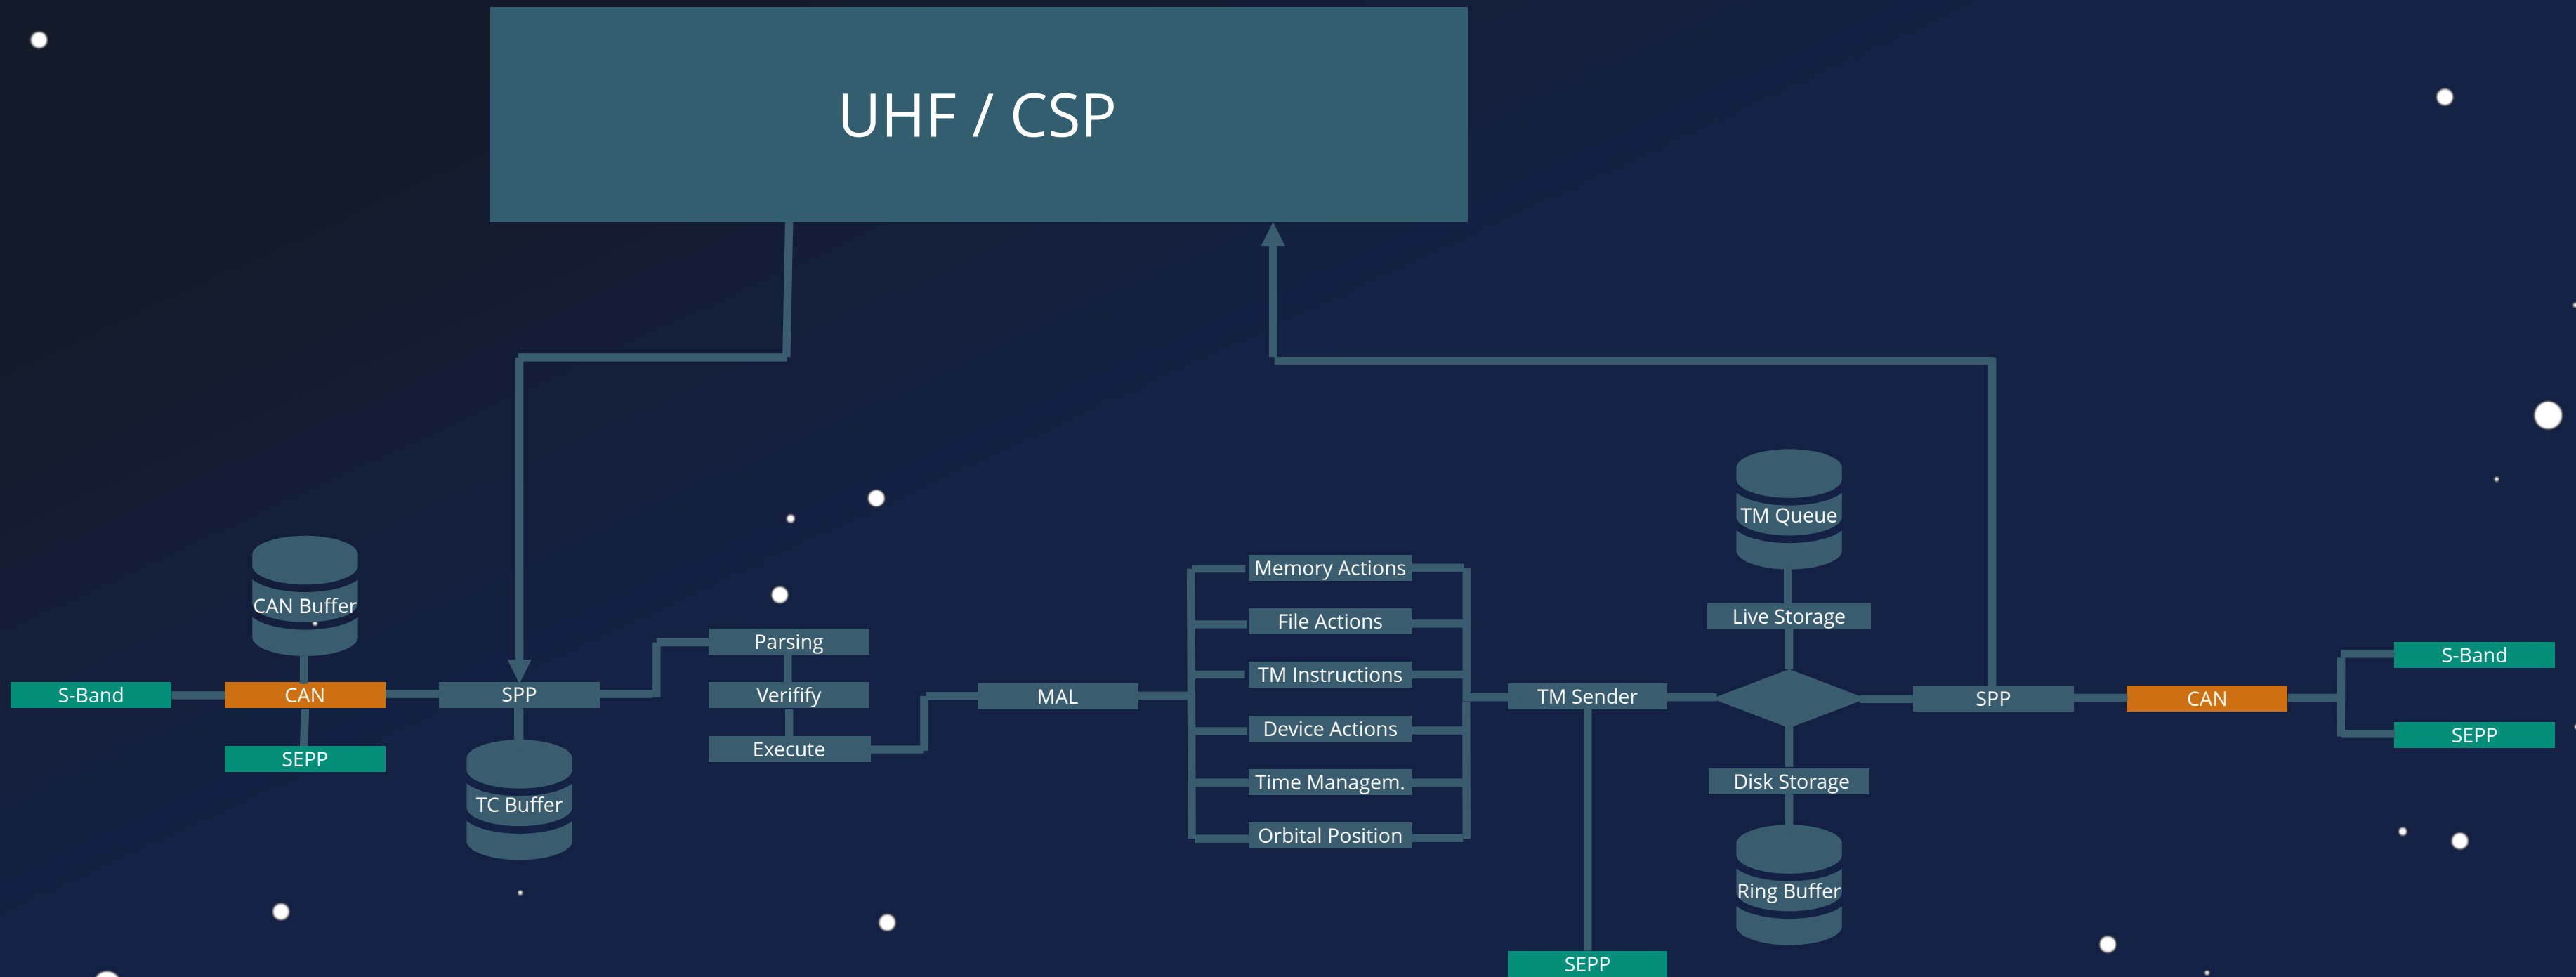 UHF / CSP
CAN Buffer
S-Band
CAN
SEPP
SPP
TC Buffer
Parsing
Verifify
Execute
MAL
Memory Actions
File Actions
TM Instructions
Device Actions
Time Managem.
Orbital Position
TM Sender
SEPP
TM Queue
Live Storage
Disk Storage
Ring Buffer
SPP
CAN
S-Band
SEPP